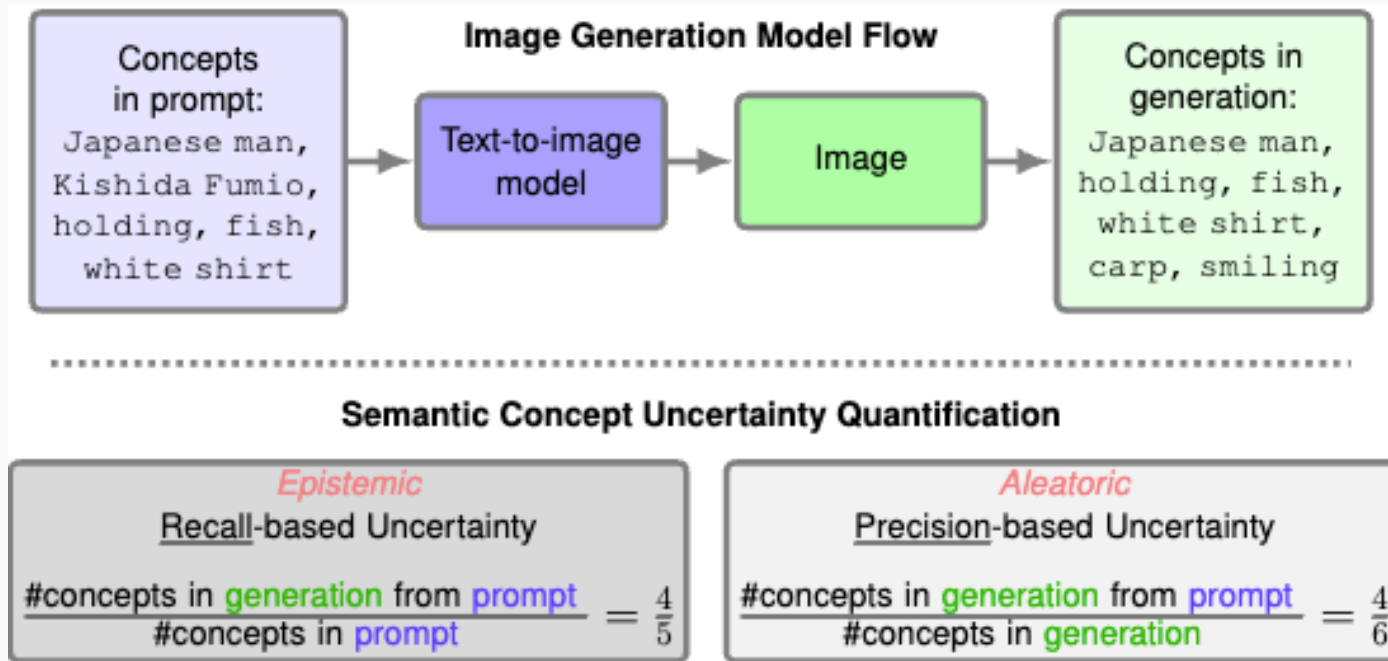 Image Generation Model Flow
Concepts
in prompt:
Japanese man,
Kishida Fumio,
holding, fish,
white shirt
Text-to-image
model
Image
Concepts in
generation:
Japanese man,
holding, fish,
white shirt,
carp, smiling
Semantic Concept Uncertainty Quantification
Epistemic
Recall-based Uncertainty
#concepts in generation from prompt
#concepts in prompt
= 4/5
Aleatoric
Precision-based Uncertainty
#concepts in generation from prompt
#concepts in generation
= 4/6